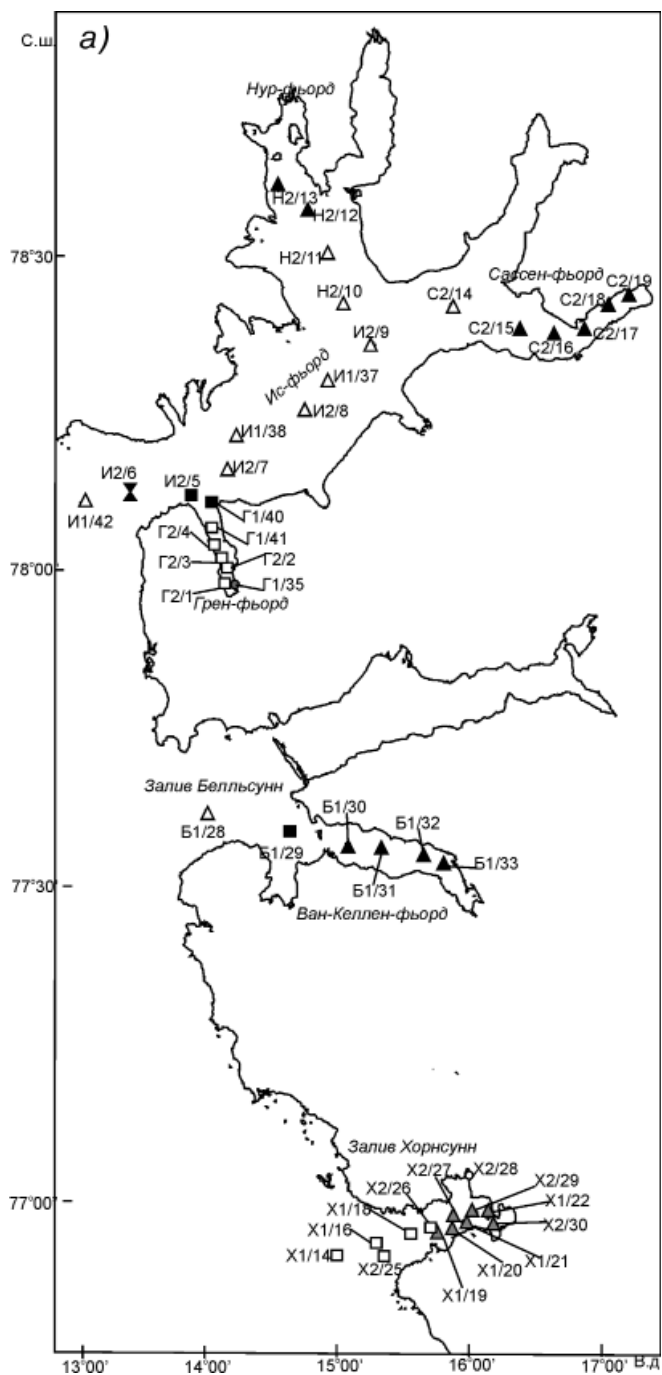 С.ш.
а)
Нур-фьорд
Н2/13
Н2/12
78°30'
Н2/11
Сассен-фьорд
С2/19
Н2/10
С2/14
С2/18
С2/15
С2/17
С2/16
И2/9
Ис-фьорд
И1/37
И2/8
И1/38
И2/7
И2/6
И2/5
И1/42
Г1/40
Г2/4
Г1/41
Г2/3
Г2/2
78°00'
Г2/1
Г1/35
Грен-фьорд
Залив Белльсунн
Б1/28
Б1/30
Б1/32
Б1/29
Б1/33
Б1/31
77°30'
Ван-Келлен-фьорд
Залив Хорнсунн
Х2/27
Х2/28
Х2/29
Х2/26
Х1/22
77°00'
Х1/18
Х1/16
Х2/30
Х1/14
Х2/25
Х1/21
Х1/20
Х1/19
13°00'
14°00'
15°00'
16°00'
17°00'
В.д